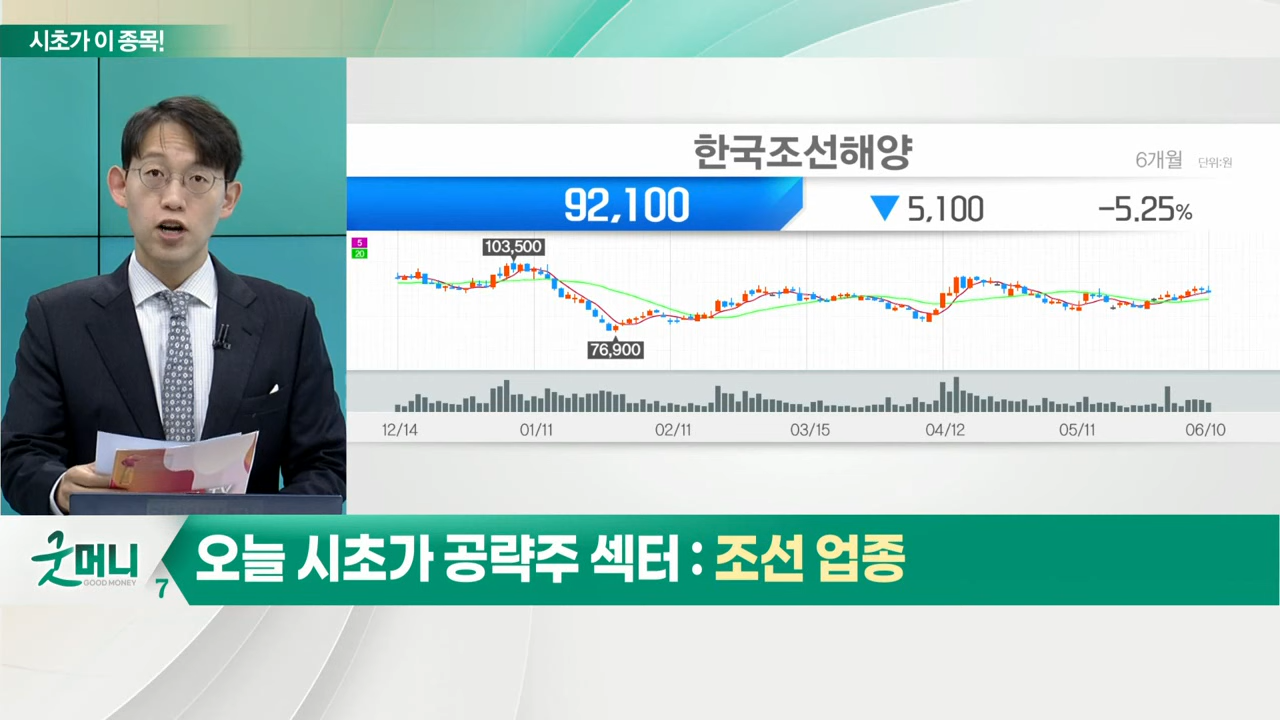 시초가 이 종목!
한국조선해양
6개월 단위:원
92,100 ▼ 5,100 -5.25%
5
20
103,500
76,900
12/14 01/11 02/11 03/15 04/12 05/11 06/10
굿머니
GOOD MONEY
7
오늘 시초가 공략주 섹터 : 조선 업종